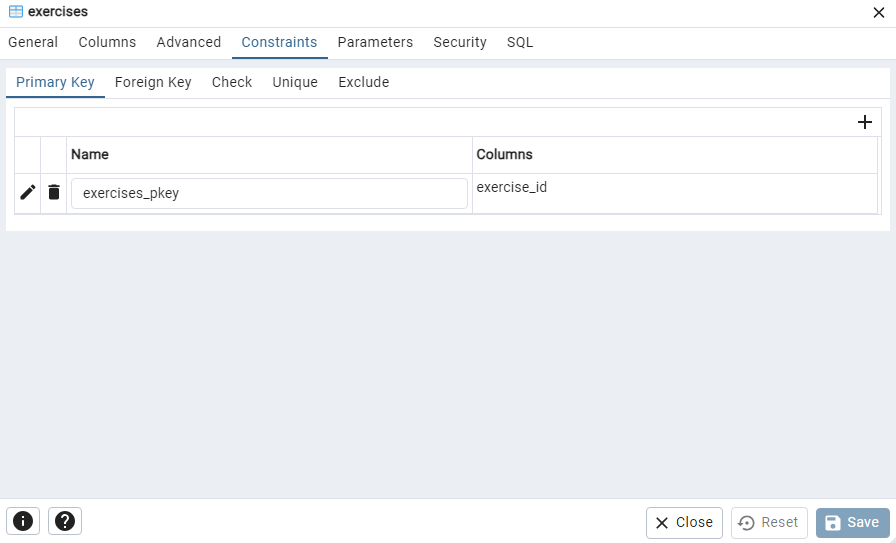 exercises
General Columns Advanced Constraints Parameters Security SQL
Primary Key Foreign Key Check Unique Exclude
Name Columns
exercises_pkey exercise_id
Close Reset Save